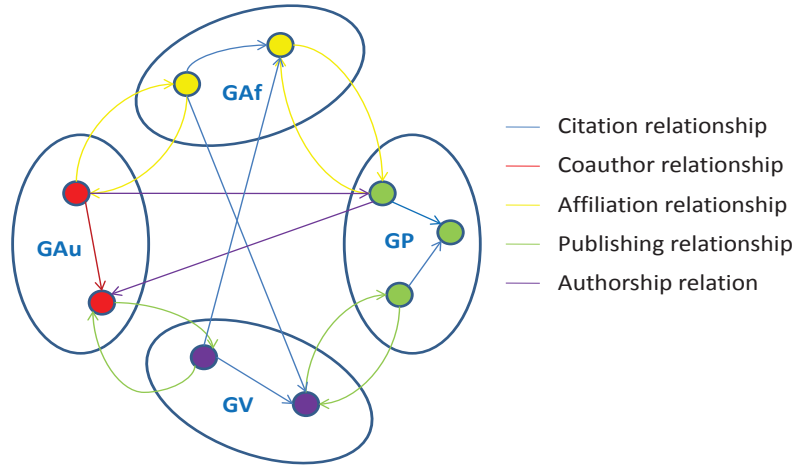 GAf
GAu
GP
GV
Citation relationship
Coauthor relationship
Affiliation relationship
Publishing relationship
Authorship relation